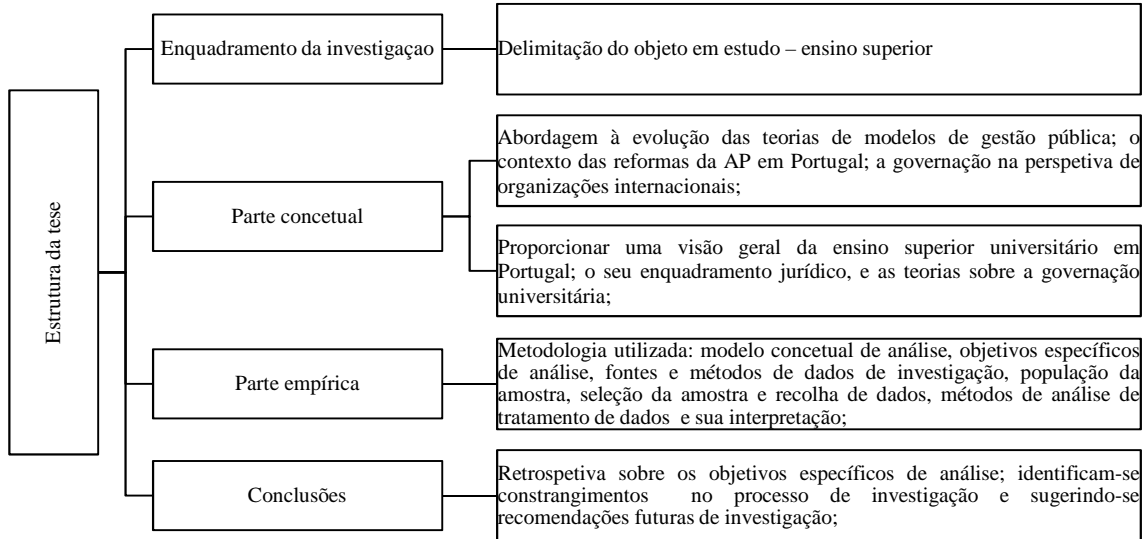 Estrutura da tese
Enquadramento da investigaçao
Delimitação do objeto em estudo – ensino superior
Parte concetual
Abordagem à evolução das teorias de modelos de gestão pública; o
contexto das reformas da AP em Portugal; a governação na perspetiva de
organizações internacionais;
Proporcionar uma visão geral da ensino superior universitário em
Portugal; o seu enquadramento jurídico, e as teorias sobre a governação
universitária;
Parte empírica
Metodologia utilizada: modelo concetual de análise, objetivos específicos
de análise, fontes e métodos de dados de investigação, população da
amostra, seleção da amostra e recolha de dados, métodos de análise de
tratamento de dados e sua interpretação;
Conclusões
Retrospetiva sobre os objetivos específicos de análise; identificam-se
constrangimentos no processo de investigação e sugerindo-se
recomendações futuras de investigação;